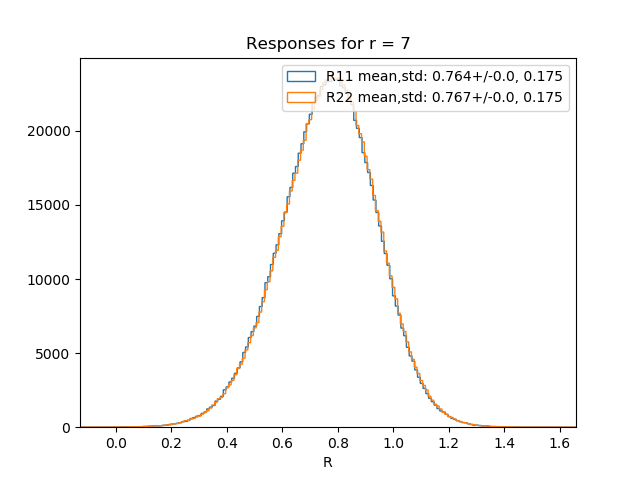 Responses for r = 7
R11 mean,std: 0.764+/-0.0, 0.175
R22 mean,std: 0.767+/-0.0, 0.175
20000
15000
10000
5000
0
0.0 0.2 0.4 0.6 0.8 1.0 1.2 1.4 1.6
R